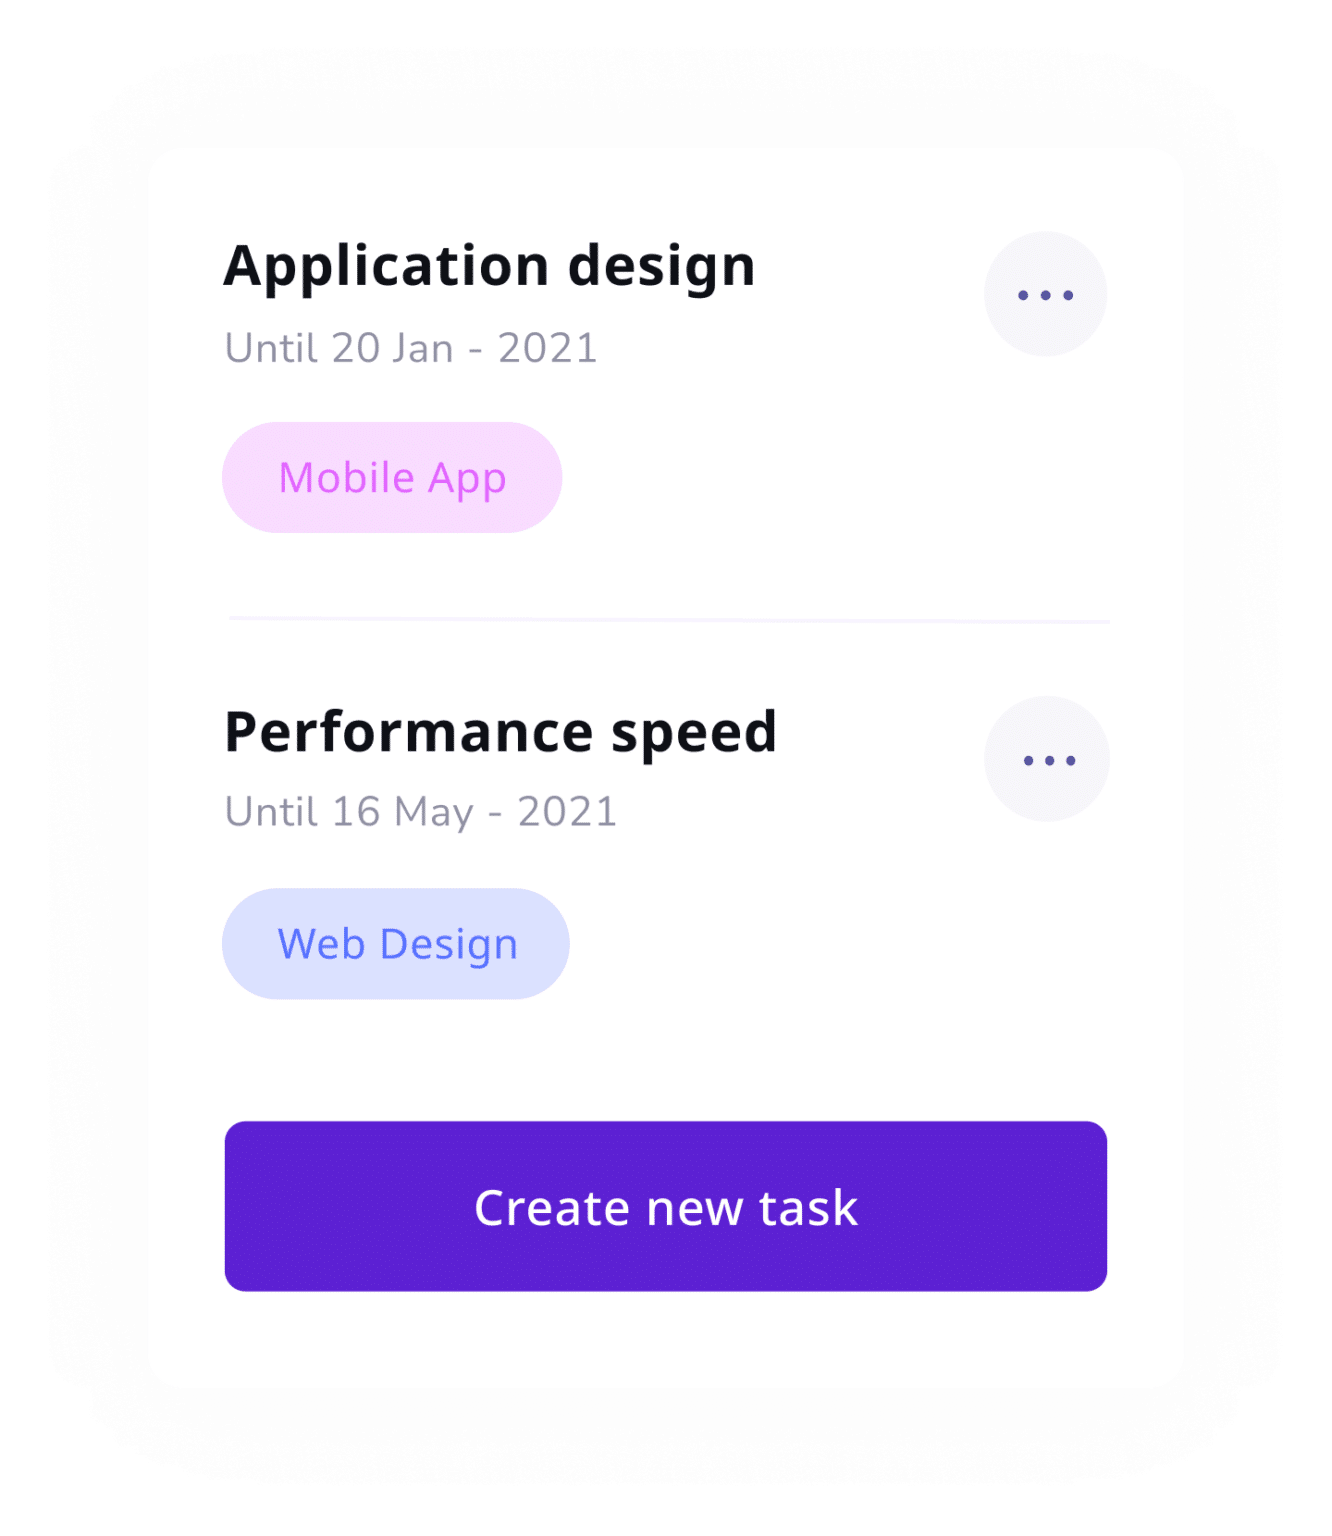 Application design
Until 20 Jan - 2021
Mobile App
Performance speed
Until 16 May - 2021
Web Design
Create new task